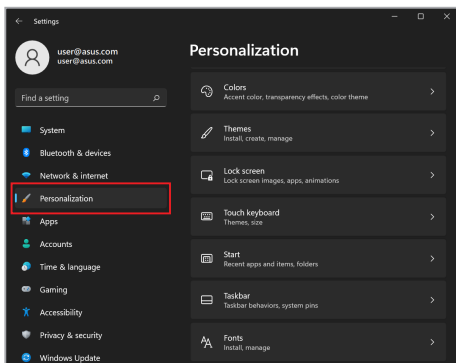 Settings
user@asus.com
user@asus.com
Find a setting
System
Bluetooth & devices
Network & internet
Personalization
Apps
Accounts
Time & language
Gaming
Accessibility
Privacy & security
Windows Update
Personalization
Colors
Accent color, transparency effects, color theme
Themes
Install, create, manage
Lock screen
Lock screen images, apps, animations
Touch keyboard
Themes, size
Start
Recent apps and items, folders
Taskbar
Taskbar behaviors, system pins
Fonts
Install, manage